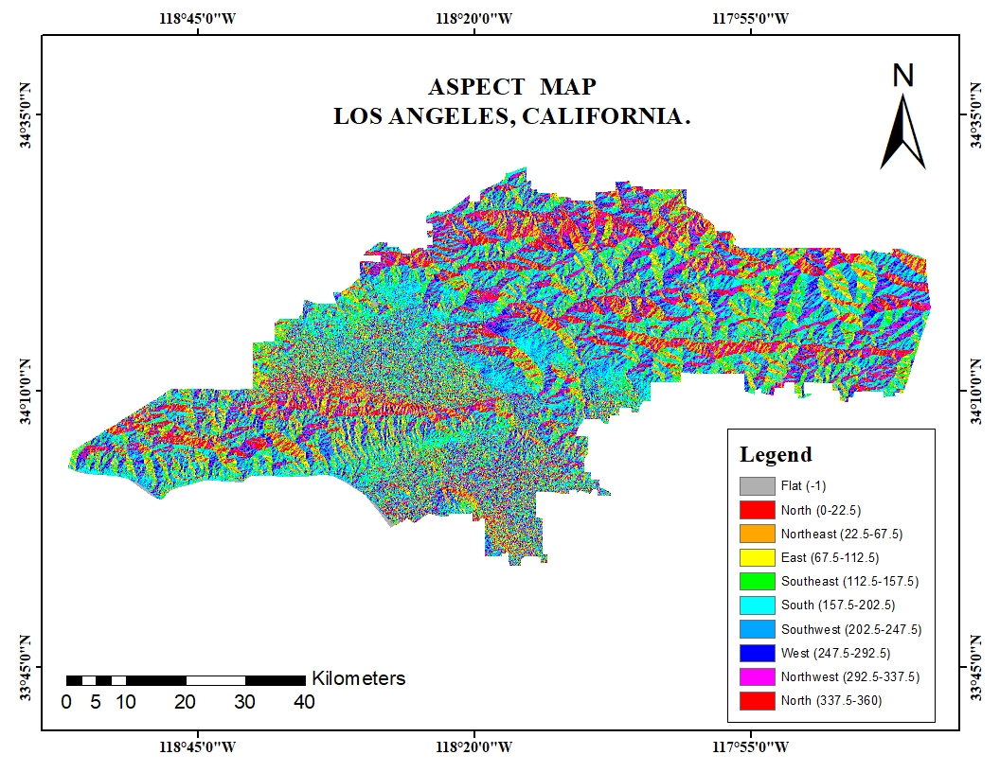 118°45'0"W 118°20'0"W 117°55'0"W
N
ASPECT MAP
LOS ANGELES, CALIFORNIA.
34°35'0"N 34°35'0"N
34°10'0"N 34°10'0"N
Legend
Flat (-1)
North (0-22.5)
Northeast (22.5-67.5)
East (67.5-112.5)
Southeast (112.5-157.5)
South (157.5-202.5)
Southwest (202.5-247.5)
West (247.5-292.5)
Northwest (292.5-337.5)
North (337.5-360)
33°45'0"N 33°45'0"N
Kilometers
0 5 10 20 30 40
118°45'0"W 118°20'0"W 117°55'0"W